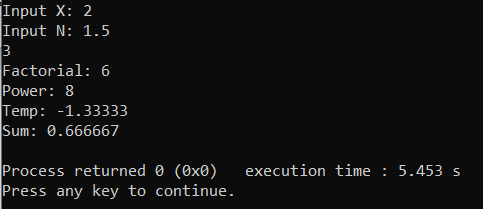 Input X: 2
Input N: 1.5
3
Factorial: 6
Power: 8
Temp: -1.33333
Sum: 0.666667
Process returned 0 (0x0)   execution time : 5.453 s
Press any key to continue.